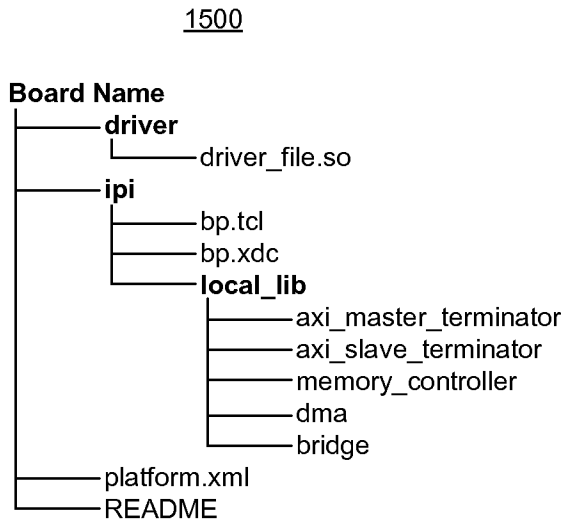 1500
Board Name
driver
driver_file.so
ipi
bp.tcl
bp.xdc
local_lib
axi_master_terminator
axi_slave_terminator
memory_controller
dma
bridge
platform.xml
README